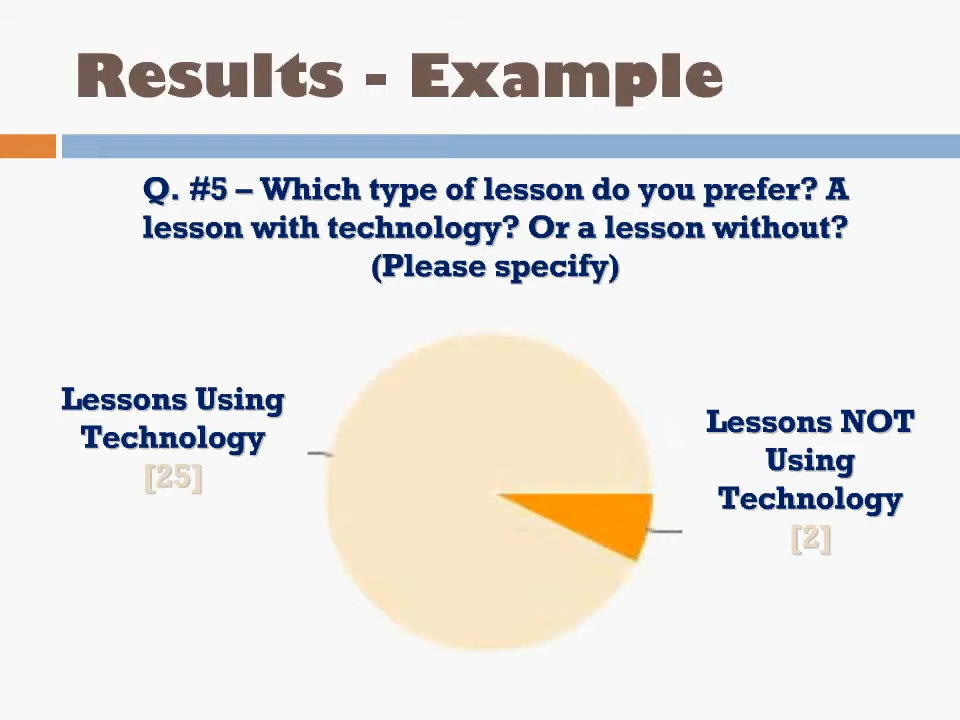 Results - Example
Q. #5 – Which type of lesson do you prefer? A
lesson with technology? Or a lesson without?
(Please specify)
Lessons Using
Technology
[25]
Lessons NOT
Using
Technology
[2]